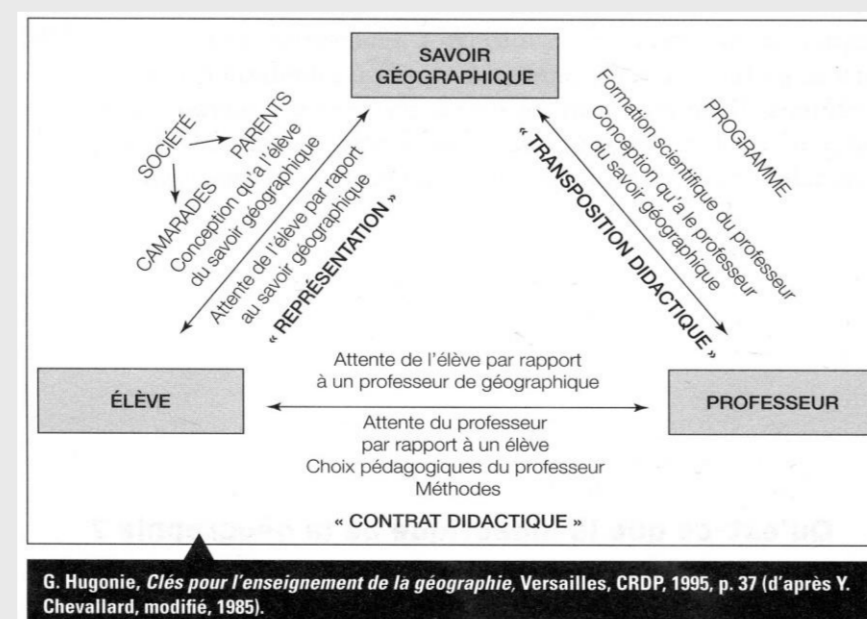 SAVOIR
GÉOGRAPHIQUE
SOCIÉTÉ
PARENTS
CAMARADES
Conception qu'a l'élève
du savoir géographique
Attente de l'élève par raport
au savoir géographique
« REPRÉSENTATION »
PROGRAMME
Formation scientifique du professeur
Conception qu'a le professeur
du savoir géographique
« TRANSPOSITION DIDACTIQUE »
ÉLÈVE
Attente de l'élève par rapport
à un professeur de géographique
PROFESSEUR
Attente du professeur
par rapport à un élève
Choix pédagogiques du professeur
Méthodes
« CONTRAT DIDACTIQUE »
G. Hugonie, Clés pour l'enseignement de la géographie, Versailles, CRDP, 1995, p. 37 (d'après Y.
Chevallard, modifié, 1985).